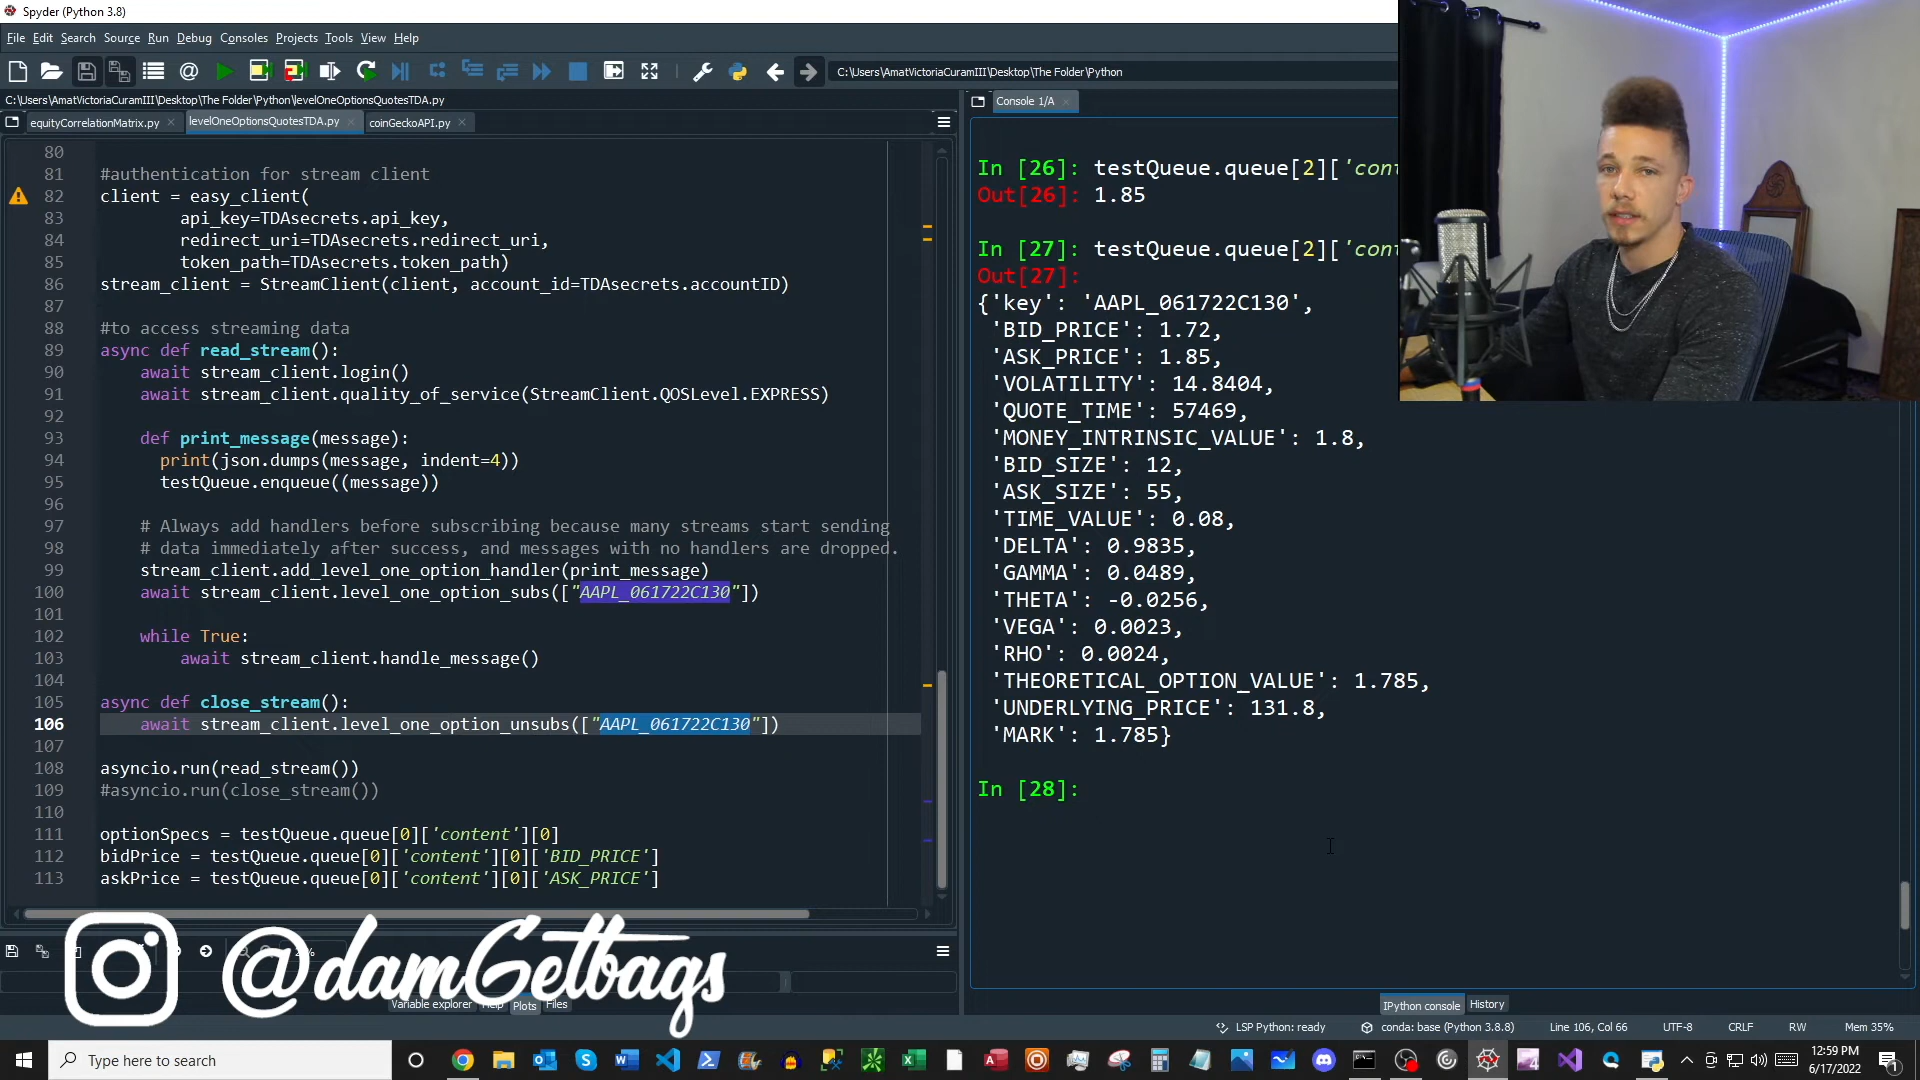 Spyder (Python 3.8)
File Edit Search Source Run Debug Consoles Projects Tools View Help
C:\Users\AmatVictoriaCuramIII\Desktop\The Folder\Python
C:\Users\AmatVictoriaCuramIII\Desktop\The Folder\Python\levelOneOptionsQuotesTDA.py
equityCorrelationMatrix.py levelOneOptionsQuotesTDA.py coinGeckoAPI.py
80
81 #authentication for stream client
82 client = easy_client(
83 api_key=TDAsecrets.api_key,
84 redirect_uri=TDAsecrets.redirect_uri,
85 token_path=TDAsecrets.token_path)
86 stream_client = StreamClient(client, account_id=TDAsecrets.accountID)
87
88 #to access streaming data
89 async def read_stream():
90 await stream_client.login()
91 await stream_client.quality_of_service(StreamClient.QOSLevel.EXPRESS)
92
93 def print_message(message):
94 print(json.dumps(message, indent=4))
95 testQueue.enqueue((message))
96
97 # Always add handlers before subscribing because many streams start sending
98 # data immediately after success, and messages with no handlers are dropped.
99 stream_client.add_level_one_option_handler(print_message)
100 await stream_client.level_one_option_subs(["AAPL_061722C130"])
101
102 while True:
103 await stream_client.handle_message()
104
105 async def close_stream():
106 await stream_client.level_one_option_unsubs(["AAPL_061722C130"])
107
108 asyncio.run(read_stream())
109 #asyncio.run(close_stream())
110
111 optionSpecs = testQueue.queue[0]['content'][0]
112 bidPrice = testQueue.queue[0]['content'][0]['BID_PRICE']
113 askPrice = testQueue.queue[0]['content'][0]['ASK_PRICE']
@damGetbags
Variable explorer Help Plots Files
Console 1/A
In [26]: testQueue.queue[2]['cont
Out[26]: 1.85
In [27]: testQueue.queue[2]['cont
Out[27]:
{'key': 'AAPL_061722C130',
'BID_PRICE': 1.72,
'ASK_PRICE': 1.85,
'VOLATILITY': 14.8404,
'QUOTE_TIME': 57469,
'MONEY_INTRINSIC_VALUE': 1.8,
'BID_SIZE': 12,
'ASK_SIZE': 55,
'TIME_VALUE': 0.08,
'DELTA': 0.9835,
'GAMMA': 0.0489,
'THETA': -0.0256,
'VEGA': 0.0023,
'RHO': 0.0024,
'THEORETICAL_OPTION_VALUE': 1.785,
'UNDERLYING_PRICE': 131.8,
'MARK': 1.785}
In [28]:
IPython console History
LSP Python: ready conda: base (Python 3.8.8) Line 106, Col 66 UTF-8 CRLF RW Mem 35%
Type here to search
12:59 PM
6/17/2022